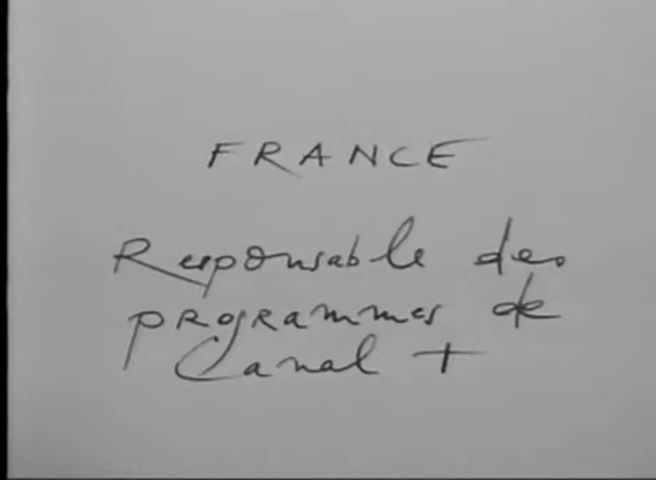 FRANCE
Responsable des
programmes de
Canal +